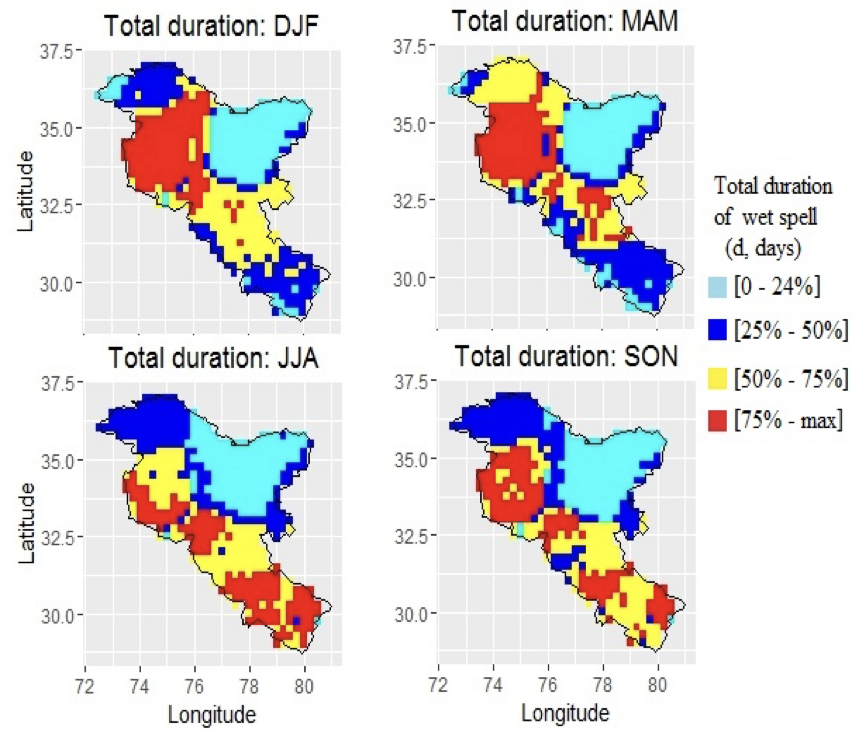 Total duration: DJF
Total duration: MAM
37.5
35.0
32.5
30.0
Latitude
37.5
35.0
32.5
30.0
Total duration
of wet spell
(d, days)
[0 - 24%]
[25% - 50%]
[50% - 75%]
[75% - max]
Total duration: JJA
Total duration: SON
37.5
35.0
32.5
30.0
Latitude
37.5
35.0
32.5
30.0
72 74 76 78 80
Longitude
72 74 76 78 80
Longitude